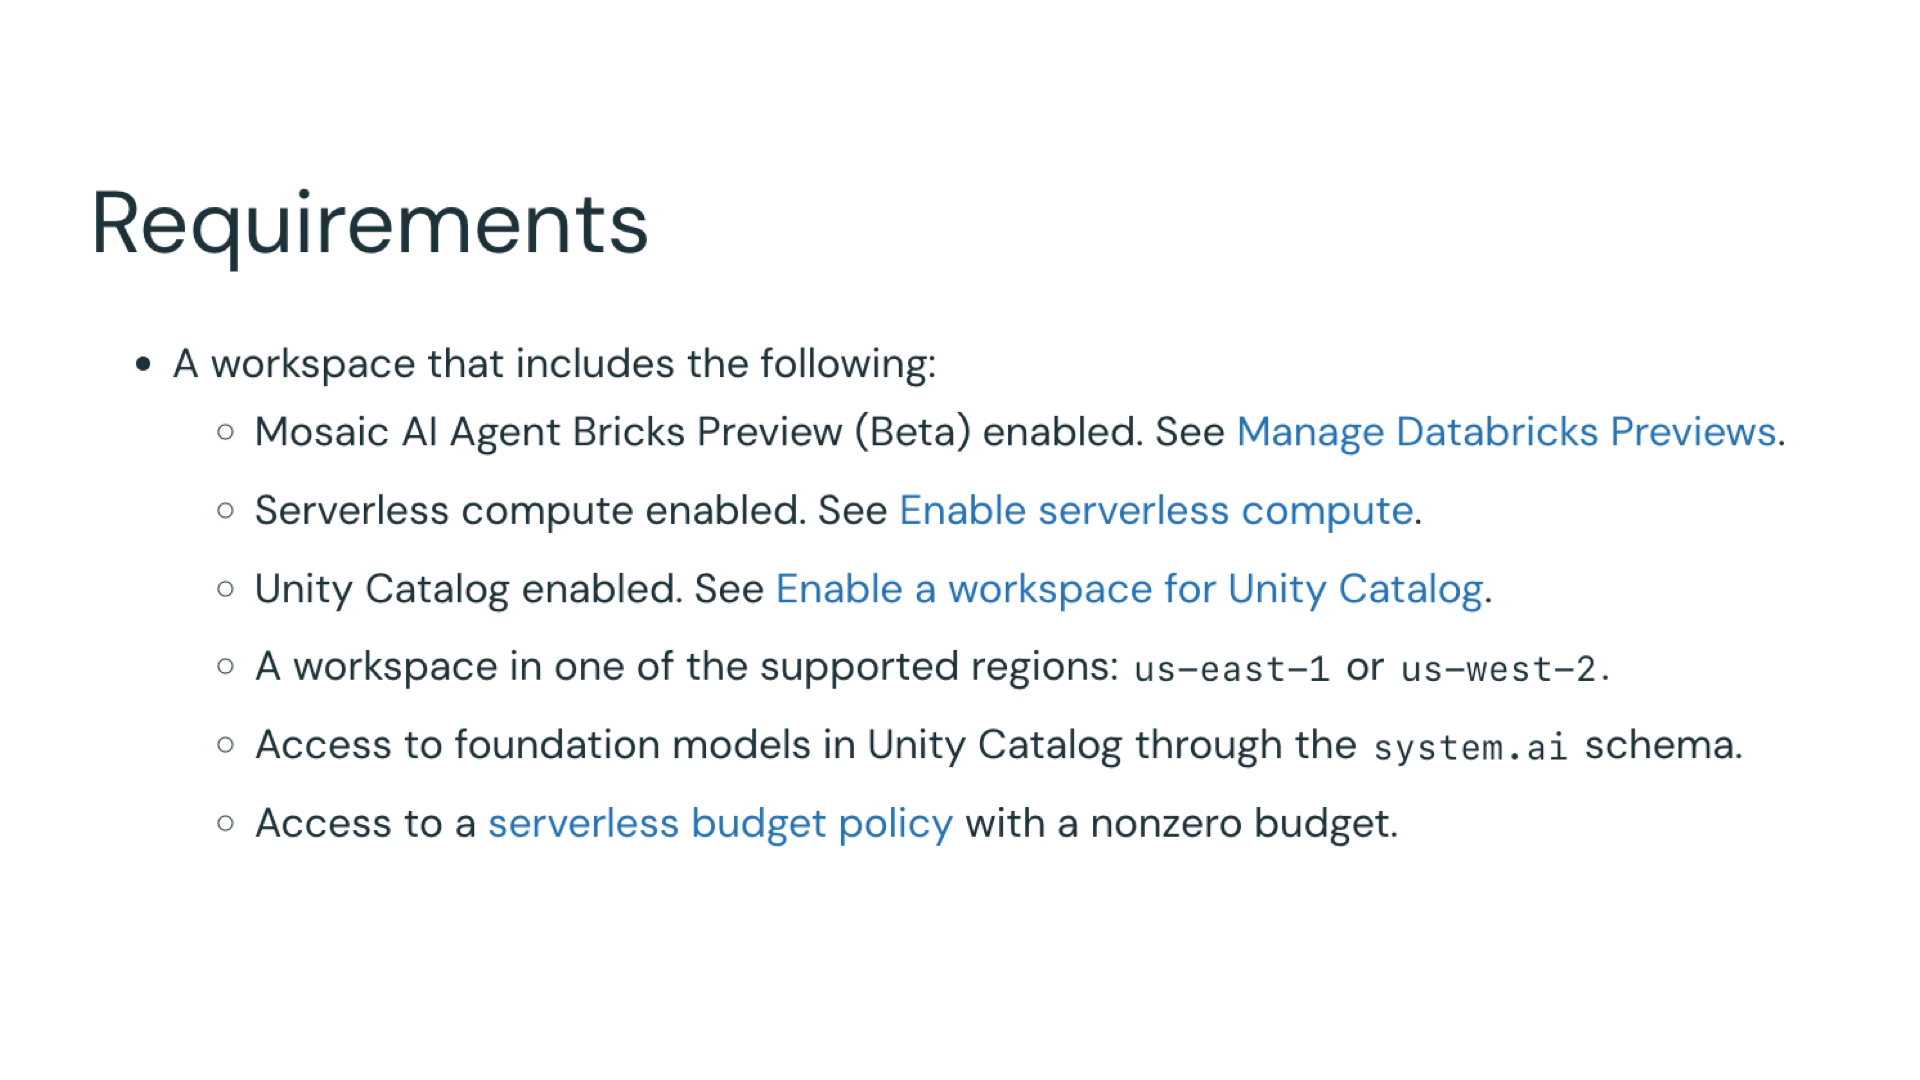 Requirements
• A workspace that includes the following:
○ Mosaic AI Agent Bricks Preview (Beta) enabled. See Manage Databricks Previews.
○ Serverless compute enabled. See Enable serverless compute.
○ Unity Catalog enabled. See Enable a workspace for Unity Catalog.
○ A workspace in one of the supported regions: us-east-1 or us-west-2.
○ Access to foundation models in Unity Catalog through the system.ai schema.
○ Access to a serverless budget policy with a nonzero budget.